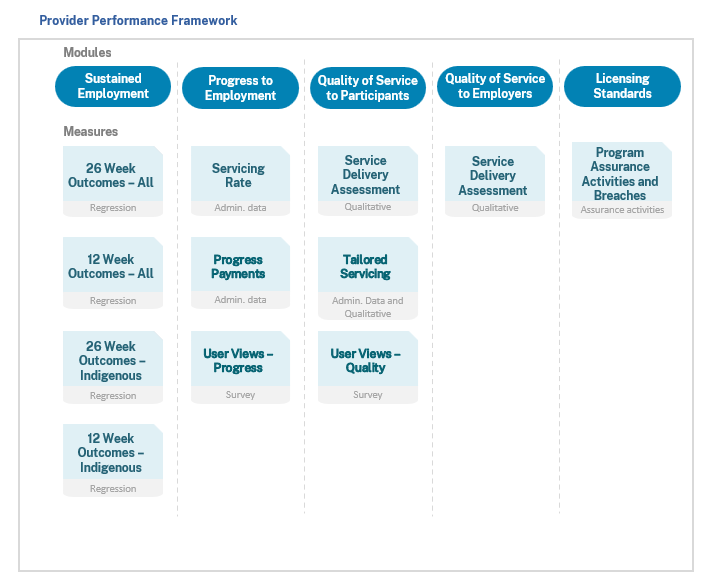 Provider Performance Framework
Modules
Sustained
Employment
Progress to
Employment
Quality of Service
to Participants
Quality of Service
to Employers
Licensing
Standards
Measures
26 Week
Outcomes – All
Regression
Servicing
Rate
Admin. data
Service
Delivery
Assessment
Qualitative
Service
Delivery
Assessment
Qualitative
Program
Assurance
Activities and
Breaches
Assurance activities
12 Week
Outcomes – All
Regression
Progress
Payments
Admin. data
Tailored
Servicing
Admin. Data and
Qualitative
26 Week
Outcomes –
Indigenous
Regression
User Views –
Progress
Survey
User Views –
Quality
Survey
12 Week
Outcomes –
Indigenous
Regression